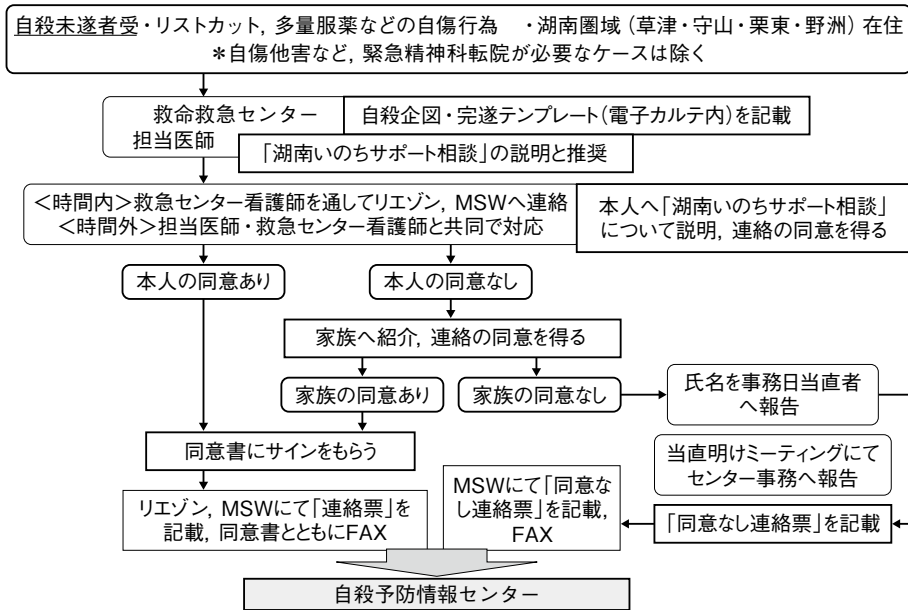 自殺未遂者受・リストカット, 多量服薬などの自傷行為　・湖南圏域（草津・守山・栗東・野洲）在住
＊自傷他害など, 緊急精神科転院が必要なケースは除く
救命救急センター
担当医師
自殺企図・完遂テンプレート（電子カルテ内）を記載
「湖南いのちサポート相談」の説明と推奨
＜時間内＞救急センター看護師を通してリエゾン, MSWへ連絡
＜時間外＞担当医師・救急センター看護師と共同で対応
本人へ「湖南いのちサポート相談」
について説明, 連絡の同意を得る
本人の同意あり
本人の同意なし
家族へ紹介, 連絡の同意を得る
家族の同意あり
家族の同意なし
氏名を事務日当直者
へ報告
同意書にサインをもらう
当直明けミーティングにて
センター事務へ報告
リエゾン, MSWにて「連絡票」を
記載, 同意書とともにFAX
MSWにて「同意な
し連絡票」を記載,
FAX
「同意なし連絡票」を記載
自殺予防情報センター